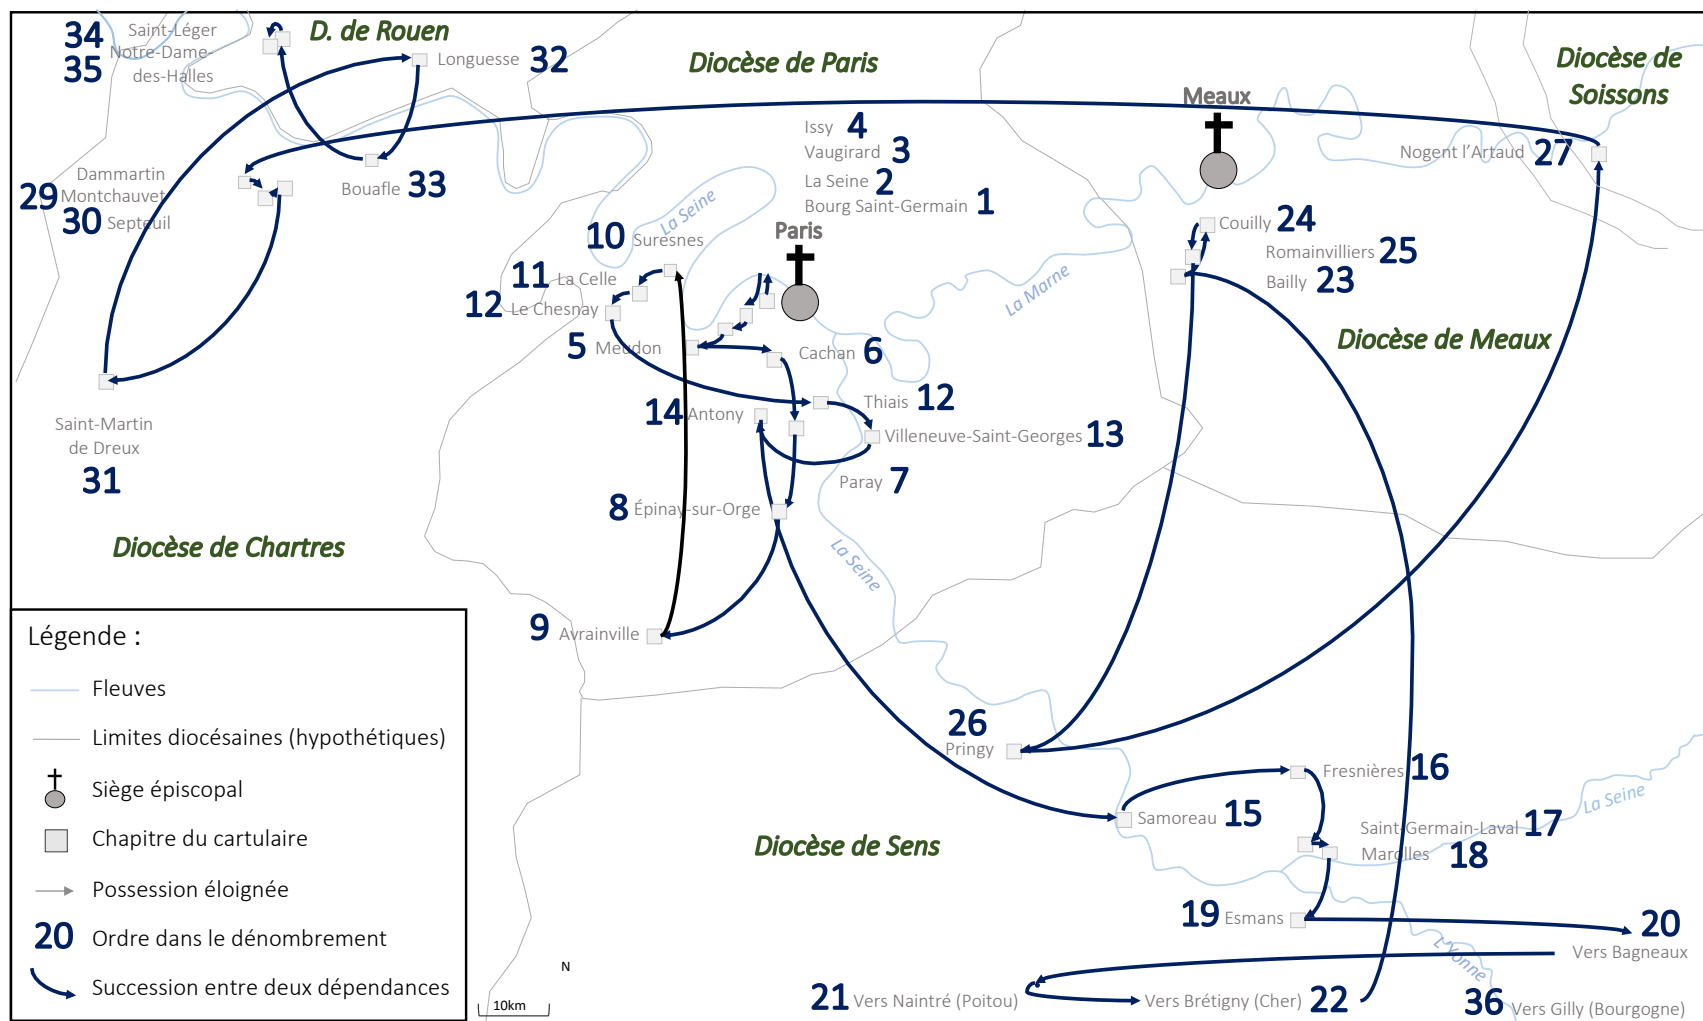 34 Saint-Léger
Notre-Dame-
35 des-Halles
D. de Rouen
Longuesse 32
Diocèse de Paris
Diocèse de
Soissons
Meaux
Issy 4
Vaugirard 3
La Seine 2
Bourg Saint-Germain 1
Nogent l'Artaud 27
Dammartin
29 Montchauvet
30 Septeuil
Bouafle 33
La Seine
Paris
10 Suresnes
11 La Celle
12 Le Chesnay
5 Meudon
Cachan 6
La Marne
Couilly 24
Romainvilliers 25
Bailly 23
Diocèse de Meaux
14 Antony
Thiais 12
Villeneuve-Saint-Georges 13
Paray 7
8 Épinay-sur-Orge
Saint-Martin
de Dreux
31
Diocèse de Chartres
La Seine
9 Avrainville
26
Pringy
Fresnières 16
Samoreau 15
Saint-Germain-Laval 17
Marolles 18
La Seine
Diocèse de Sens
19 Esmans
20
Vers Bagneaux
L'Yonne
21 Vers Naintré (Poitou)
Vers Brétigny (Cher) 22
36 Vers Gilly (Bourgogne)
Légende :
Fleuves
Limites diocésaines (hypothétiques)
Siège épiscopal
Chapitre du cartulaire
Possession éloignée
20 Ordre dans le dénombrement
Succession entre deux dépendances
N
10km